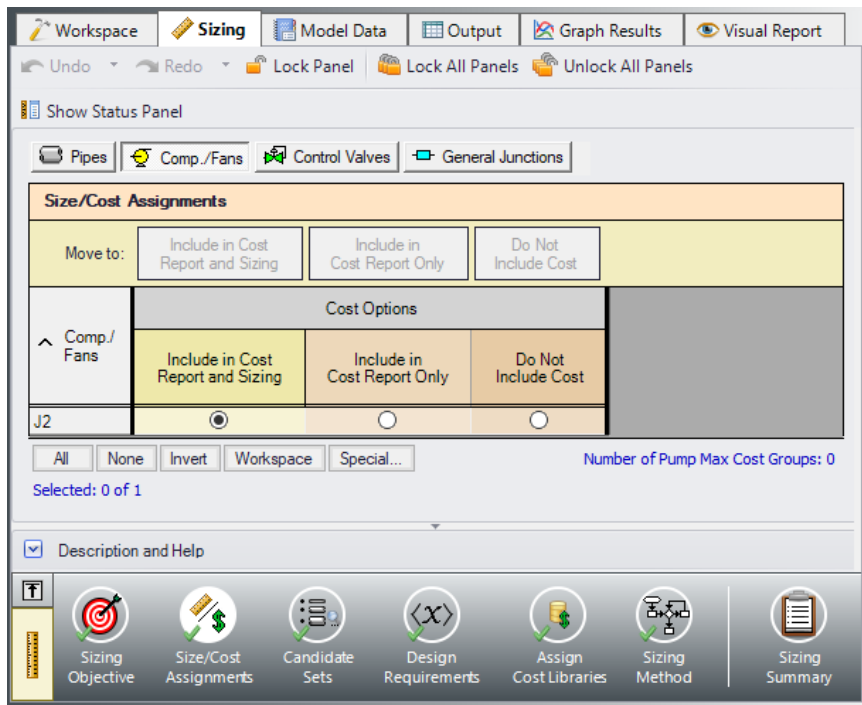 Workspace Sizing Model Data Output Graph Results Visual Report
Undo Redo Lock Panel Lock All Panels Unlock All Panels
Show Status Panel
Pipes Comp./Fans Control Valves General Junctions
Size/Cost Assignments
Move to:
Include in Cost
Report and Sizing
Include in
Cost Report Only
Do Not
Include Cost
Cost Options
Comp./
Fans
Include in Cost
Report and Sizing
Include in
Cost Report Only
Do Not
Include Cost
J2
All None Invert Workspace Special... Number of Pump Max Cost Groups: 0
Selected: 0 of 1
Description and Help
Sizing
Objective
Size/Cost
Assignments
Candidate
Sets
Design
Requirements
Assign
Cost Libraries
Sizing
Method
Sizing
Summary